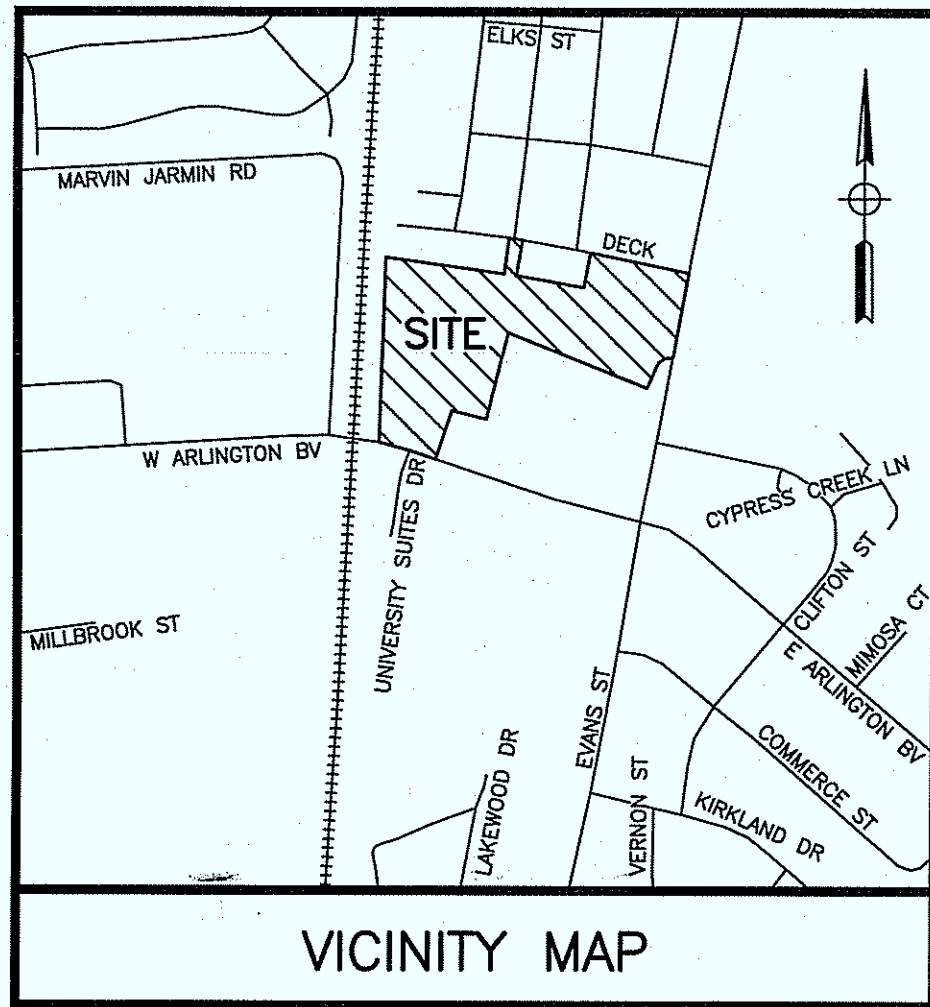 ELKS ST
MARVIN JARMIN RD
DECK
SITE
W ARLINGTON BV
CYPRESS CREEK LN
UNIVERSITY SUITES DR
CLIFTON ST
MIMOSA CT
MILLBROOK ST
E ARLINGTON BV
EVANS ST
LAKEWOOD DR
VERNON ST
COMMERCE ST
KIRKLAND DR
VICINITY MAP